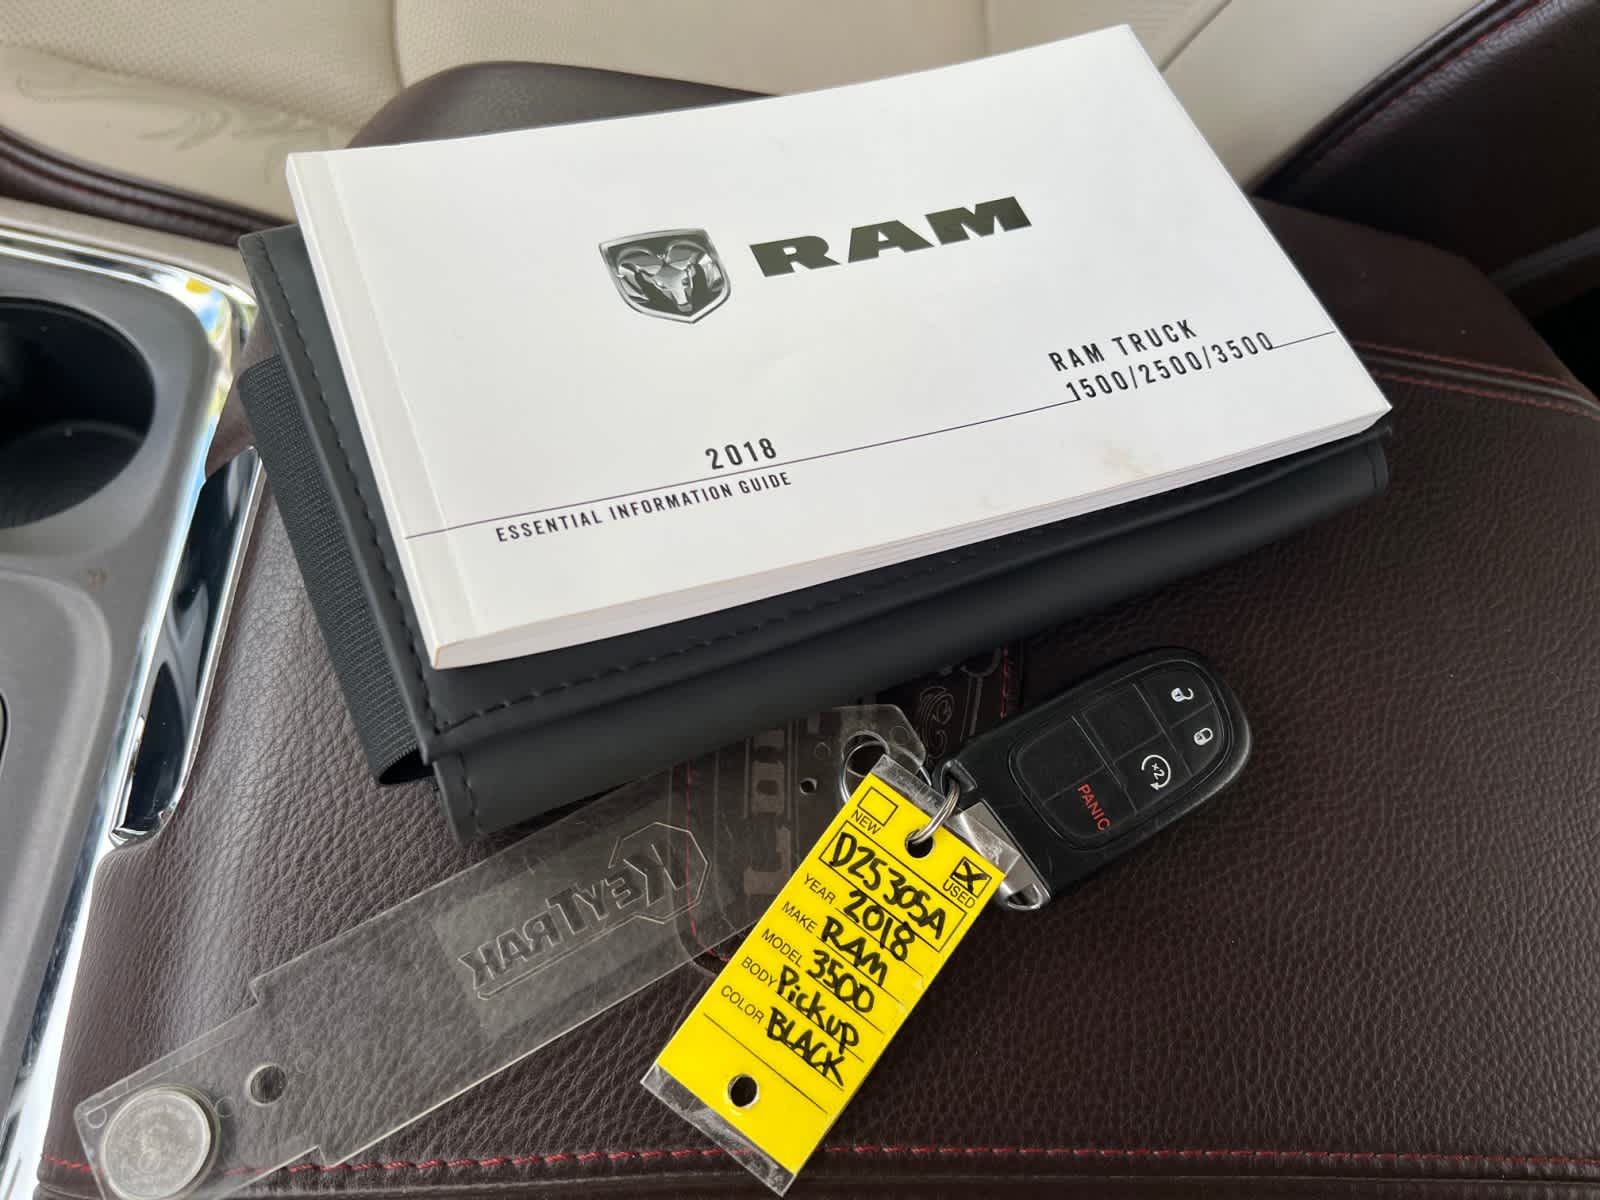 RAM
RAM TRUCK
1500/2500/3500
2018
ESSENTIAL INFORMATION GUIDE
x2
PANIC
KEYTRAK
NEW
USED
D25305A
YEAR 2018
MAKE RAM
MODEL 3500
BODY Pickup
COLOR BLACK